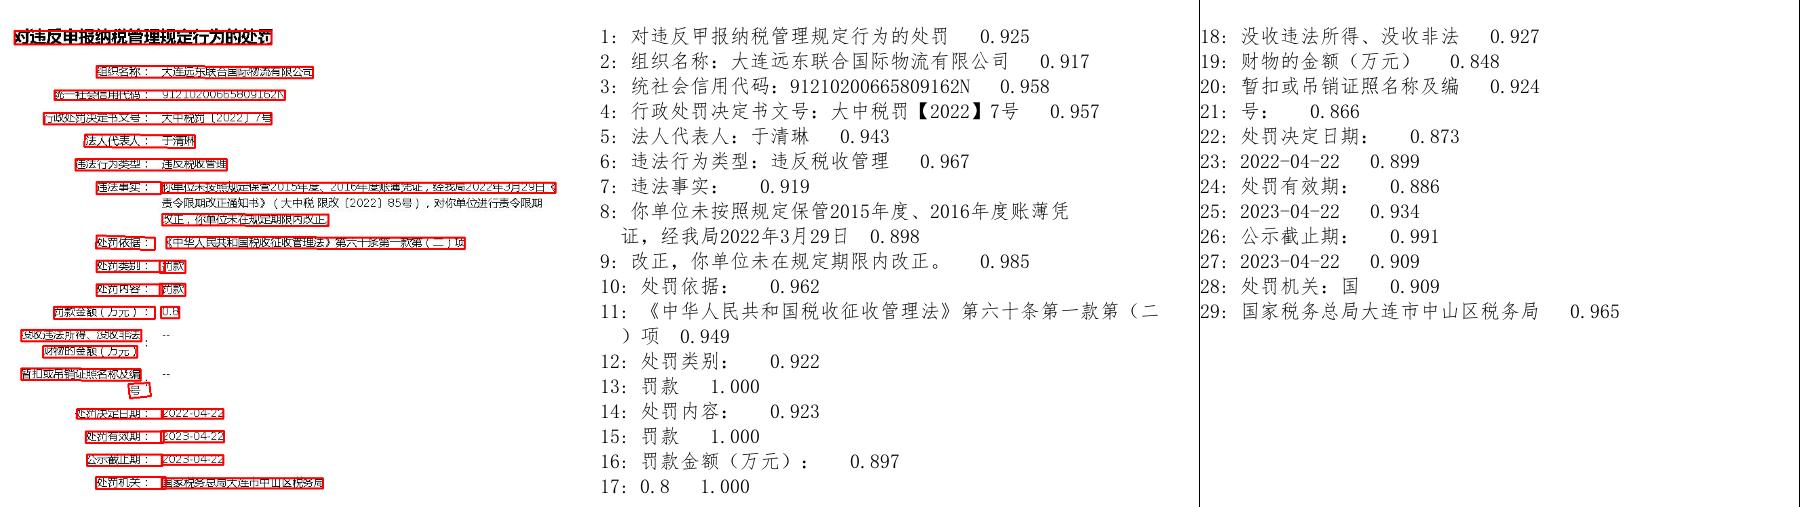 对违反申报纳税管理规定行为的处罚
组织名称： 大连远东联合国际物流有限公司
统一社会信用代码： 91210200665809162N
行政处罚决定书文号： 大中税罚〔2022〕7号
法人代表人： 于清琳
违法行为类型： 违反税收管理
违法事实： 你单位未按照规定保管2015年度、2016年度账薄凭证，经我局2022年3月29日《
责令限期改正通知书》（大中税 限改〔2022〕85号），对你单位进行责令限期
改正，你单位未在规定期限内改正。
处罚依据： 《中华人民共和国税收征收管理法》第六十条第一款第（二）项
处罚类别： 罚款
处罚内容： 罚款
罚款金额（万元）： 0.8
没收违法所得、没收非法
财物的金额（万元） ： --
暂扣或吊销证照名称及编
号 ： --
处罚决定日期： 2022-04-22
处罚有效期： 2023-04-22
公示截止期： 2023-04-22
处罚机关： 国家税务总局大连市中山区税务局
1: 对违反甲报纳税管理规定行为的处罚 0.925
2: 组织名称：大连远东联合国际物流有限公司 0.917
3: 统社会信用代码：91210200665809162N 0.958
4: 行政处罚决定书文号：大中税罚【2022】7号 0.957
5: 法人代表人：于清琳 0.943
6: 违法行为类型：违反税收管理 0.967
7: 违法事实： 0.919
8: 你单位未按照规定保管2015年度、2016年度账薄凭
证，经我局2022年3月29日 0.898
9: 改正，你单位未在规定期限内改正。 0.985
10: 处罚依据： 0.962
11: 《中华人民共和国税收征收管理法》第六十条第一款第（二
）项 0.949
12: 处罚类别： 0.922
13: 罚款 1.000
14: 处罚内容： 0.923
15: 罚款 1.000
16: 罚款金额（万元）： 0.897
17: 0.8 1.000
18: 没收违法所得、没收非法 0.927
19: 财物的金额（万元） 0.848
20: 暂扣或吊销证照名称及编 0.924
21: 号： 0.866
22: 处罚决定日期： 0.873
23: 2022-04-22 0.899
24: 处罚有效期： 0.886
25: 2023-04-22 0.934
26: 公示截止期： 0.991
27: 2023-04-22 0.909
28: 处罚机关：国 0.909
29: 国家税务总局大连市中山区税务局 0.965